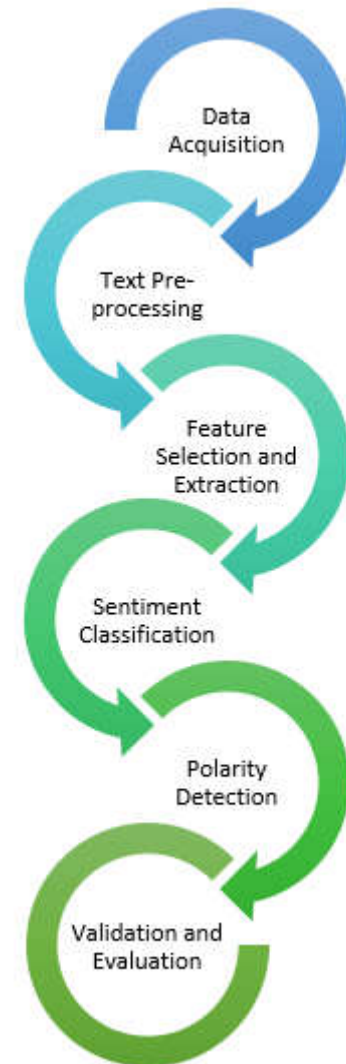 Data
Acquisition
Text Pre-
processing
Feature
Selection and
Extraction
Sentiment
Classification
Polarity
Detection
Validation and
Evaluation